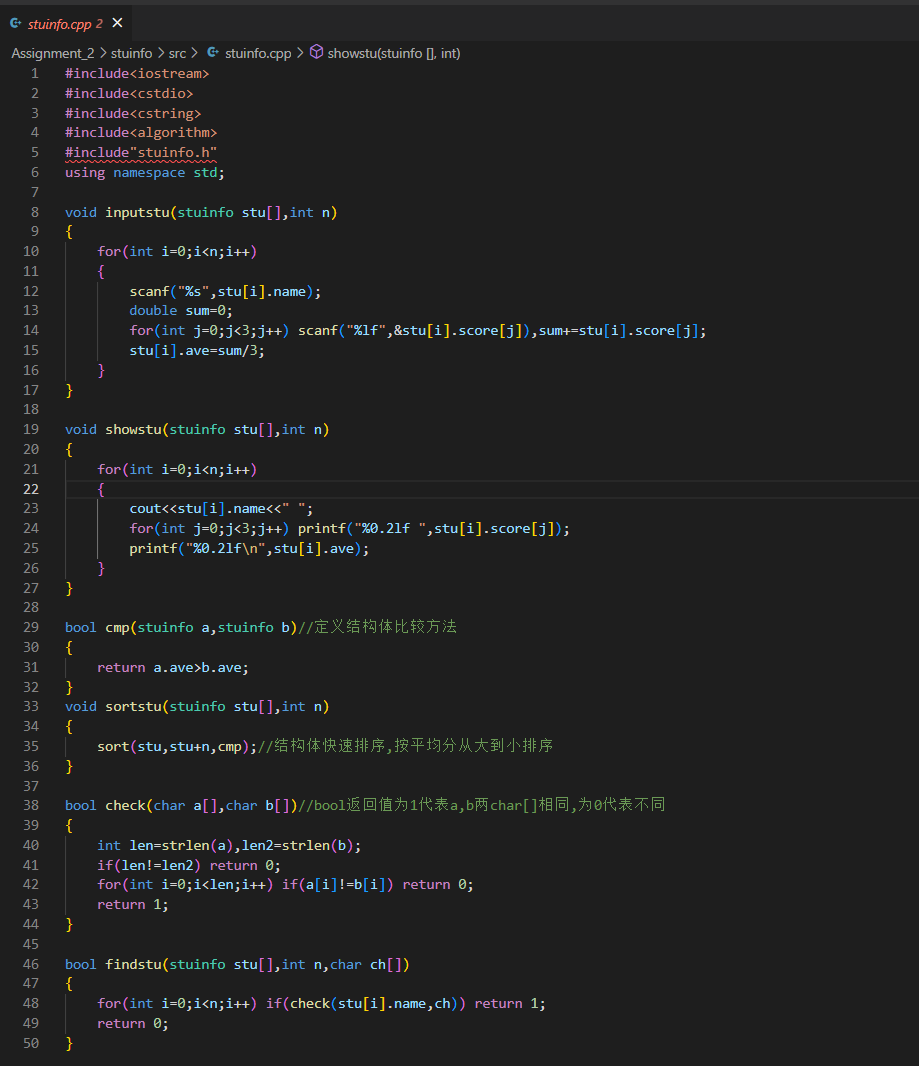 stuinfo.cpp 2 ×
Assignment_2 > stuinfo > src > stuinfo.cpp > showstu(stuinfo [], int)
1 #include<iostream>
2 #include<cstdio>
3 #include<cstring>
4 #include<algorithm>
5 #include"stuinfo.h"
6 using namespace std;
7
8 void inputstu(stuinfo stu[],int n)
9 {
10     for(int i=0;i<n;i++)
11     {
12         scanf("%s",stu[i].name);
13         double sum=0;
14         for(int j=0;j<3;j++) scanf("%lf",&stu[i].score[j]),sum+=stu[i].score[j];
15         stu[i].ave=sum/3;
16     }
17 }
18
19 void showstu(stuinfo stu[],int n)
20 {
21     for(int i=0;i<n;i++)
22     {
23         cout<<stu[i].name<<" ";
24         for(int j=0;j<3;j++) printf("%0.2lf ",stu[i].score[j]);
25         printf("%0.2lf\n",stu[i].ave);
26     }
27 }
28
29 bool cmp(stuinfo a,stuinfo b)//定义结构体比较方法
30 {
31     return a.ave>b.ave;
32 }
33 void sortstu(stuinfo stu[],int n)
34 {
35     sort(stu,stu+n,cmp);//结构体快速排序,按平均分从大到小排序
36 }
37
38 bool check(char a[],char b[])//bool返回值为1代表a,b两char[]相同,为0代表不同
39 {
40     int len=strlen(a),len2=strlen(b);
41     if(len!=len2) return 0;
42     for(int i=0;i<len;i++) if(a[i]!=b[i]) return 0;
43     return 1;
44 }
45
46 bool findstu(stuinfo stu[],int n,char ch[])
47 {
48     for(int i=0;i<n;i++) if(check(stu[i].name,ch)) return 1;
49     return 0;
50 }